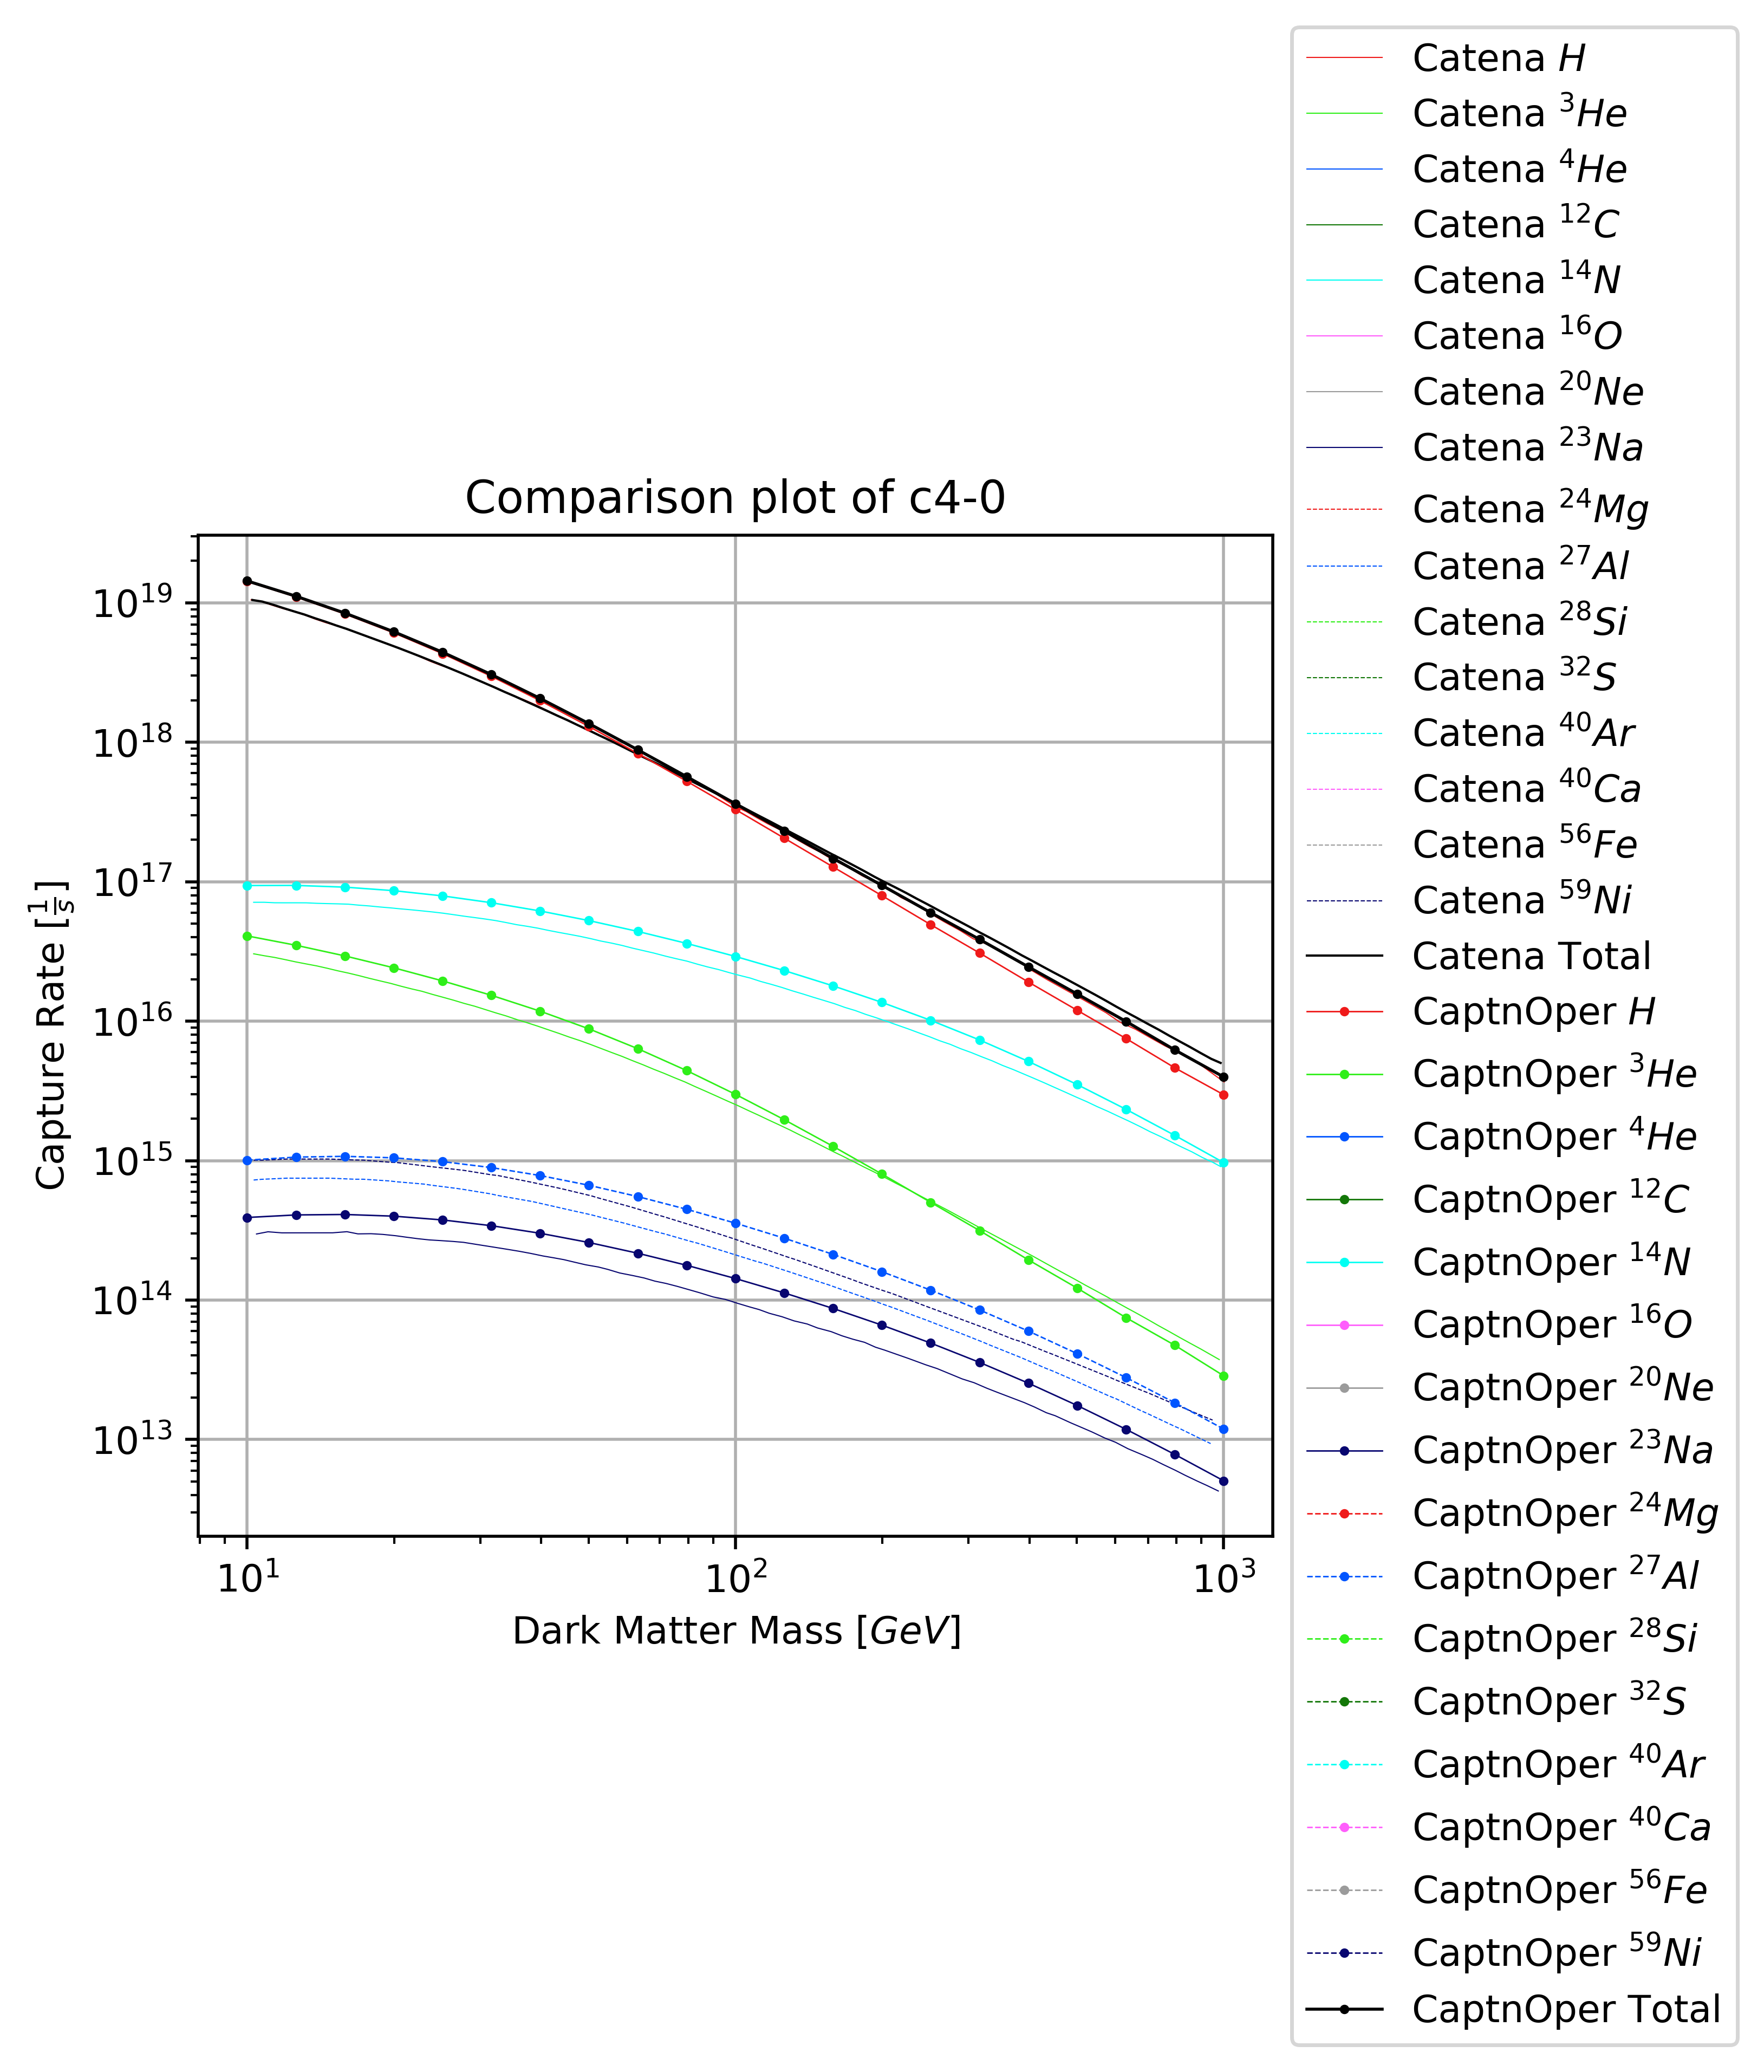 Comparison plot of c4-0
Capture Rate [1/s]
10^19
10^18
10^17
10^16
10^15
10^14
10^13
10^1
10^2
10^3
Dark Matter Mass [GeV]
Catena H
Catena ^3He
Catena ^4He
Catena ^12C
Catena ^14N
Catena ^16O
Catena ^20Ne
Catena ^23Na
Catena ^24Mg
Catena ^27Al
Catena ^28Si
Catena ^32S
Catena ^40Ar
Catena ^40Ca
Catena ^56Fe
Catena ^59Ni
Catena Total
CaptnOper H
CaptnOper ^3He
CaptnOper ^4He
CaptnOper ^12C
CaptnOper ^14N
CaptnOper ^16O
CaptnOper ^20Ne
CaptnOper ^23Na
CaptnOper ^24Mg
CaptnOper ^27Al
CaptnOper ^28Si
CaptnOper ^32S
CaptnOper ^40Ar
CaptnOper ^40Ca
CaptnOper ^56Fe
CaptnOper ^59Ni
CaptnOper Total